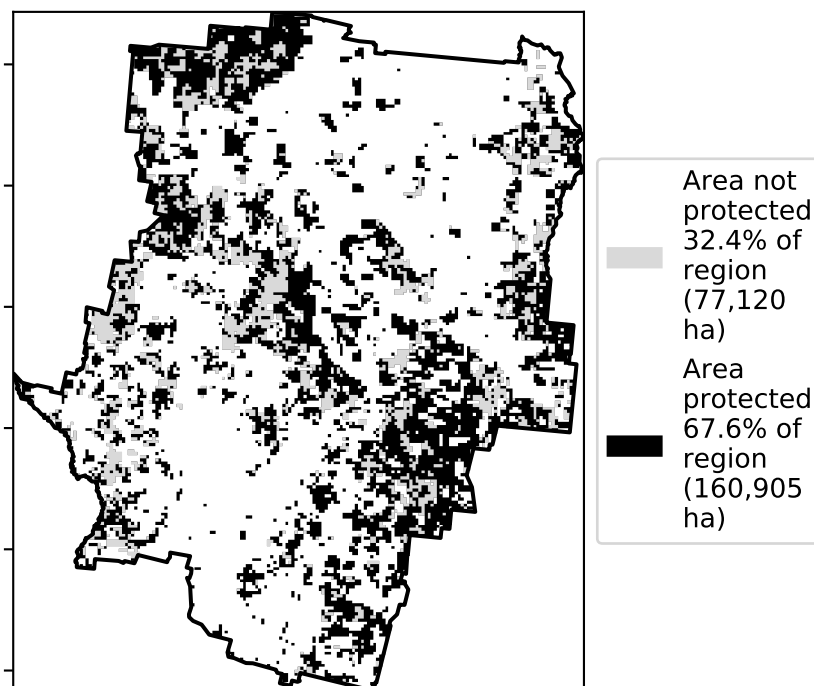 Area not
protected
32.4% of
region
(77,120
ha)
Area
protected
67.6% of
region
(160,905
ha)